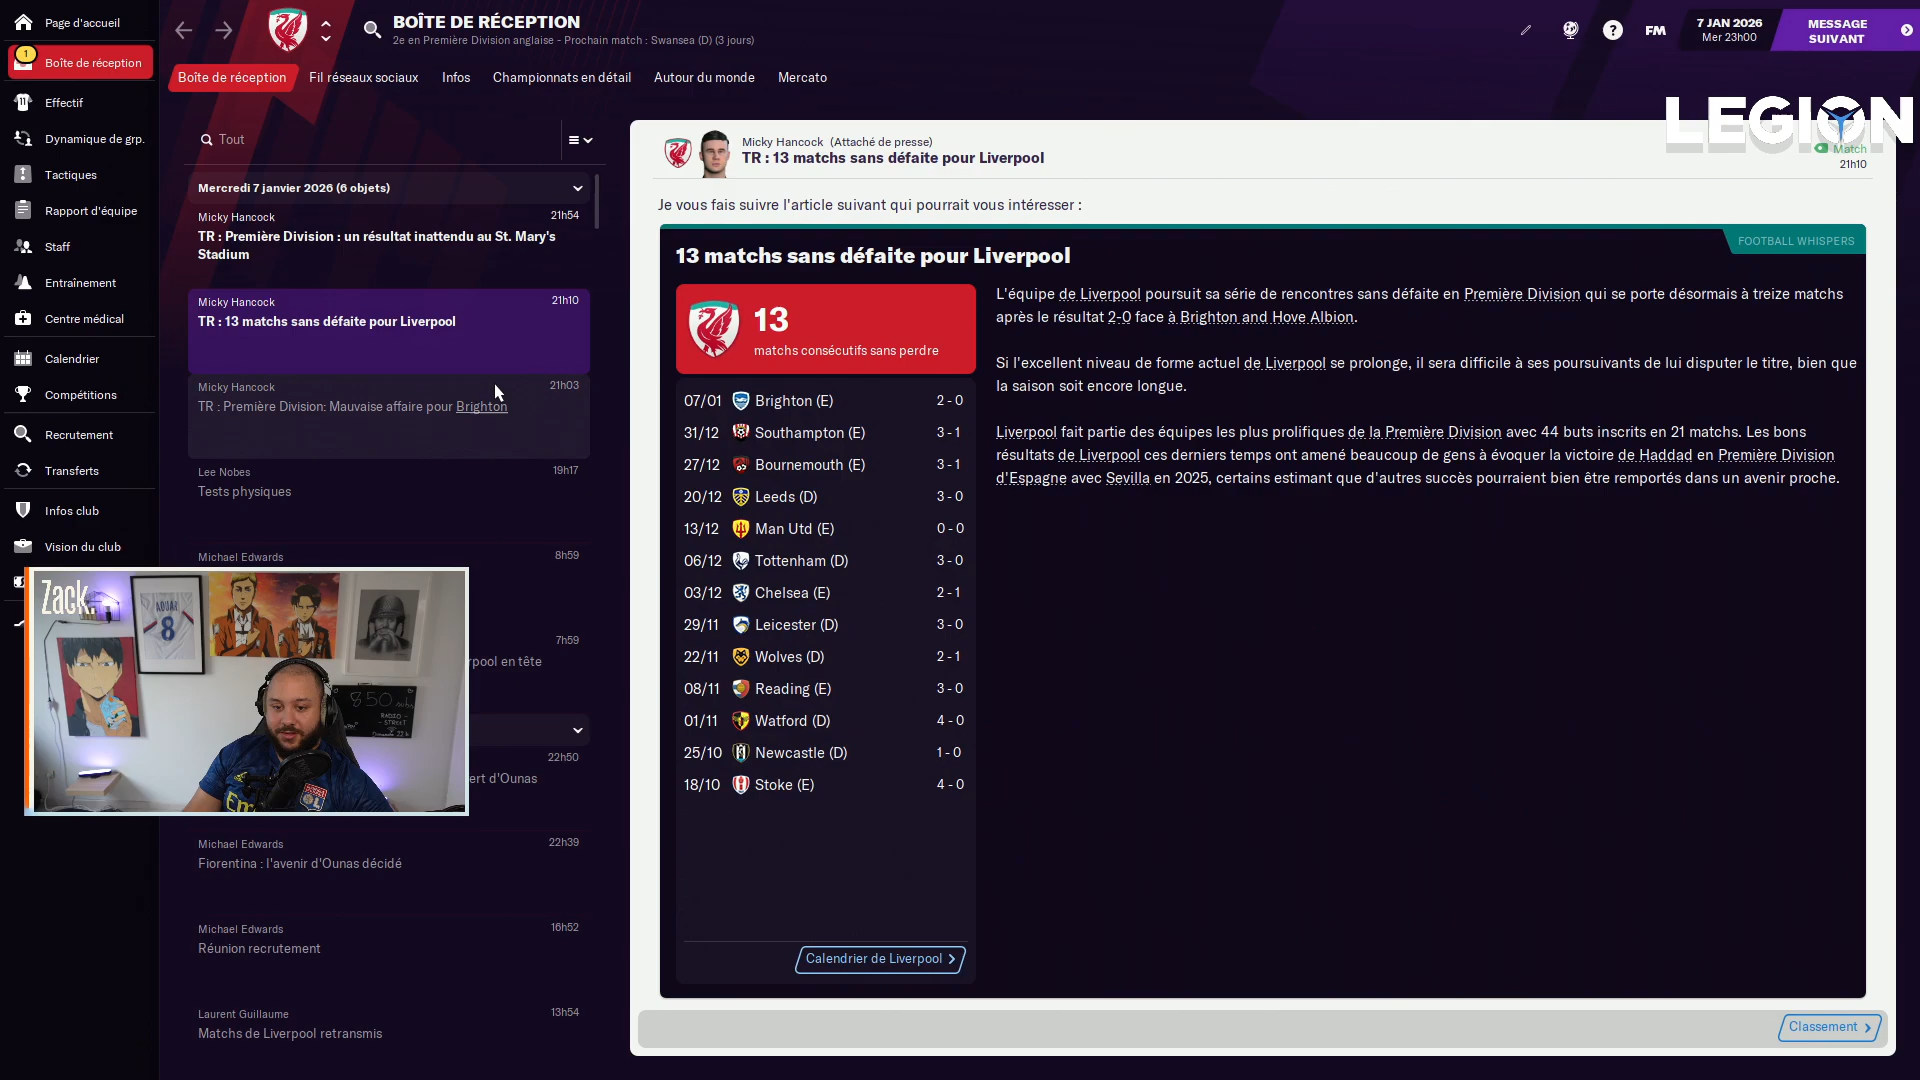 Page d'accueil
1
Boîte de réception
Effectif
Dynamique de grp.
Tactiques
Rapport d'équipe
Staff
Entraînement
Centre médical
Calendrier
Compétitions
Recrutement
Transferts
Infos club
Vision du club
BOÎTE DE RÉCEPTION
2e en Première Division anglaise - Prochain match : Swansea (D) (3 jours)
FM
7 JAN 2026
Mer 23h00
MESSAGE
SUIVANT
Boîte de réception
Fil réseaux sociaux
Infos
Championnats en détail
Autour du monde
Mercato
LEGION
Tout
Mercredi 7 janvier 2026 (6 objets)
Micky Hancock 21h54
TR : Première Division : un résultat inattendu au St. Mary's
Stadium
Micky Hancock 21h10
TR : 13 matchs sans défaite pour Liverpool
Micky Hancock 21h03
TR : Première Division: Mauvaise affaire pour Brighton
Lee Nobes 19h17
Tests physiques
Michael Edwards 8h59
7h59
rpool en tête
22h50
ert d'Ounas
Michael Edwards 22h39
Fiorentina : l'avenir d'Ounas décidé
Michael Edwards 16h52
Réunion recrutement
Laurent Guillaume 13h54
Matchs de Liverpool retransmis
Zack.
AOUAR
8
850
RADIO
STREET
OL
Micky Hancock (Attaché de presse)
TR : 13 matchs sans défaite pour Liverpool
Match
21h10
Je vous fais suivre l'article suivant qui pourrait vous intéresser :
FOOTBALL WHISPERS
13 matchs sans défaite pour Liverpool
13
matchs consécutifs sans perdre
07/01 Brighton (E) 2 - 0
31/12 Southampton (E) 3 - 1
27/12 Bournemouth (E) 3 - 1
20/12 Leeds (D) 3 - 0
13/12 Man Utd (E) 0 - 0
06/12 Tottenham (D) 3 - 0
03/12 Chelsea (E) 2 - 1
29/11 Leicester (D) 3 - 0
22/11 Wolves (D) 2 - 1
08/11 Reading (E) 3 - 0
01/11 Watford (D) 4 - 0
25/10 Newcastle (D) 1 - 0
18/10 Stoke (E) 4 - 0
Calendrier de Liverpool
L'équipe de Liverpool poursuit sa série de rencontres sans défaite en Première Division qui se porte désormais à treize matchs
après le résultat 2-0 face à Brighton and Hove Albion.
Si l'excellent niveau de forme actuel de Liverpool se prolonge, il sera difficile à ses poursuivants de lui disputer le titre, bien que
la saison soit encore longue.
Liverpool fait partie des équipes les plus prolifiques de la Première Division avec 44 buts inscrits en 21 matchs. Les bons
résultats de Liverpool ces derniers temps ont amené beaucoup de gens à évoquer la victoire de Haddad en Première Division
d'Espagne avec Sevilla en 2025, certains estimant que d'autres succès pourraient bien être remportés dans un avenir proche.
Classement